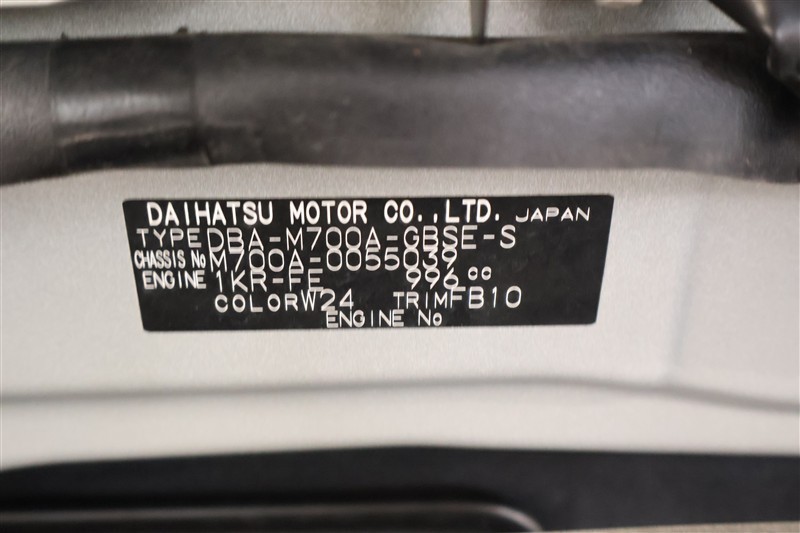 DAIHATSU MOTOR CO.,LTD. JAPAN
TYPE DBA-M700A-GBSE-S
CHASSIS No M700A-0055039
ENGINE 1KR-FE 996cc
COLOR W24 TRIM FB10
ENGINE No